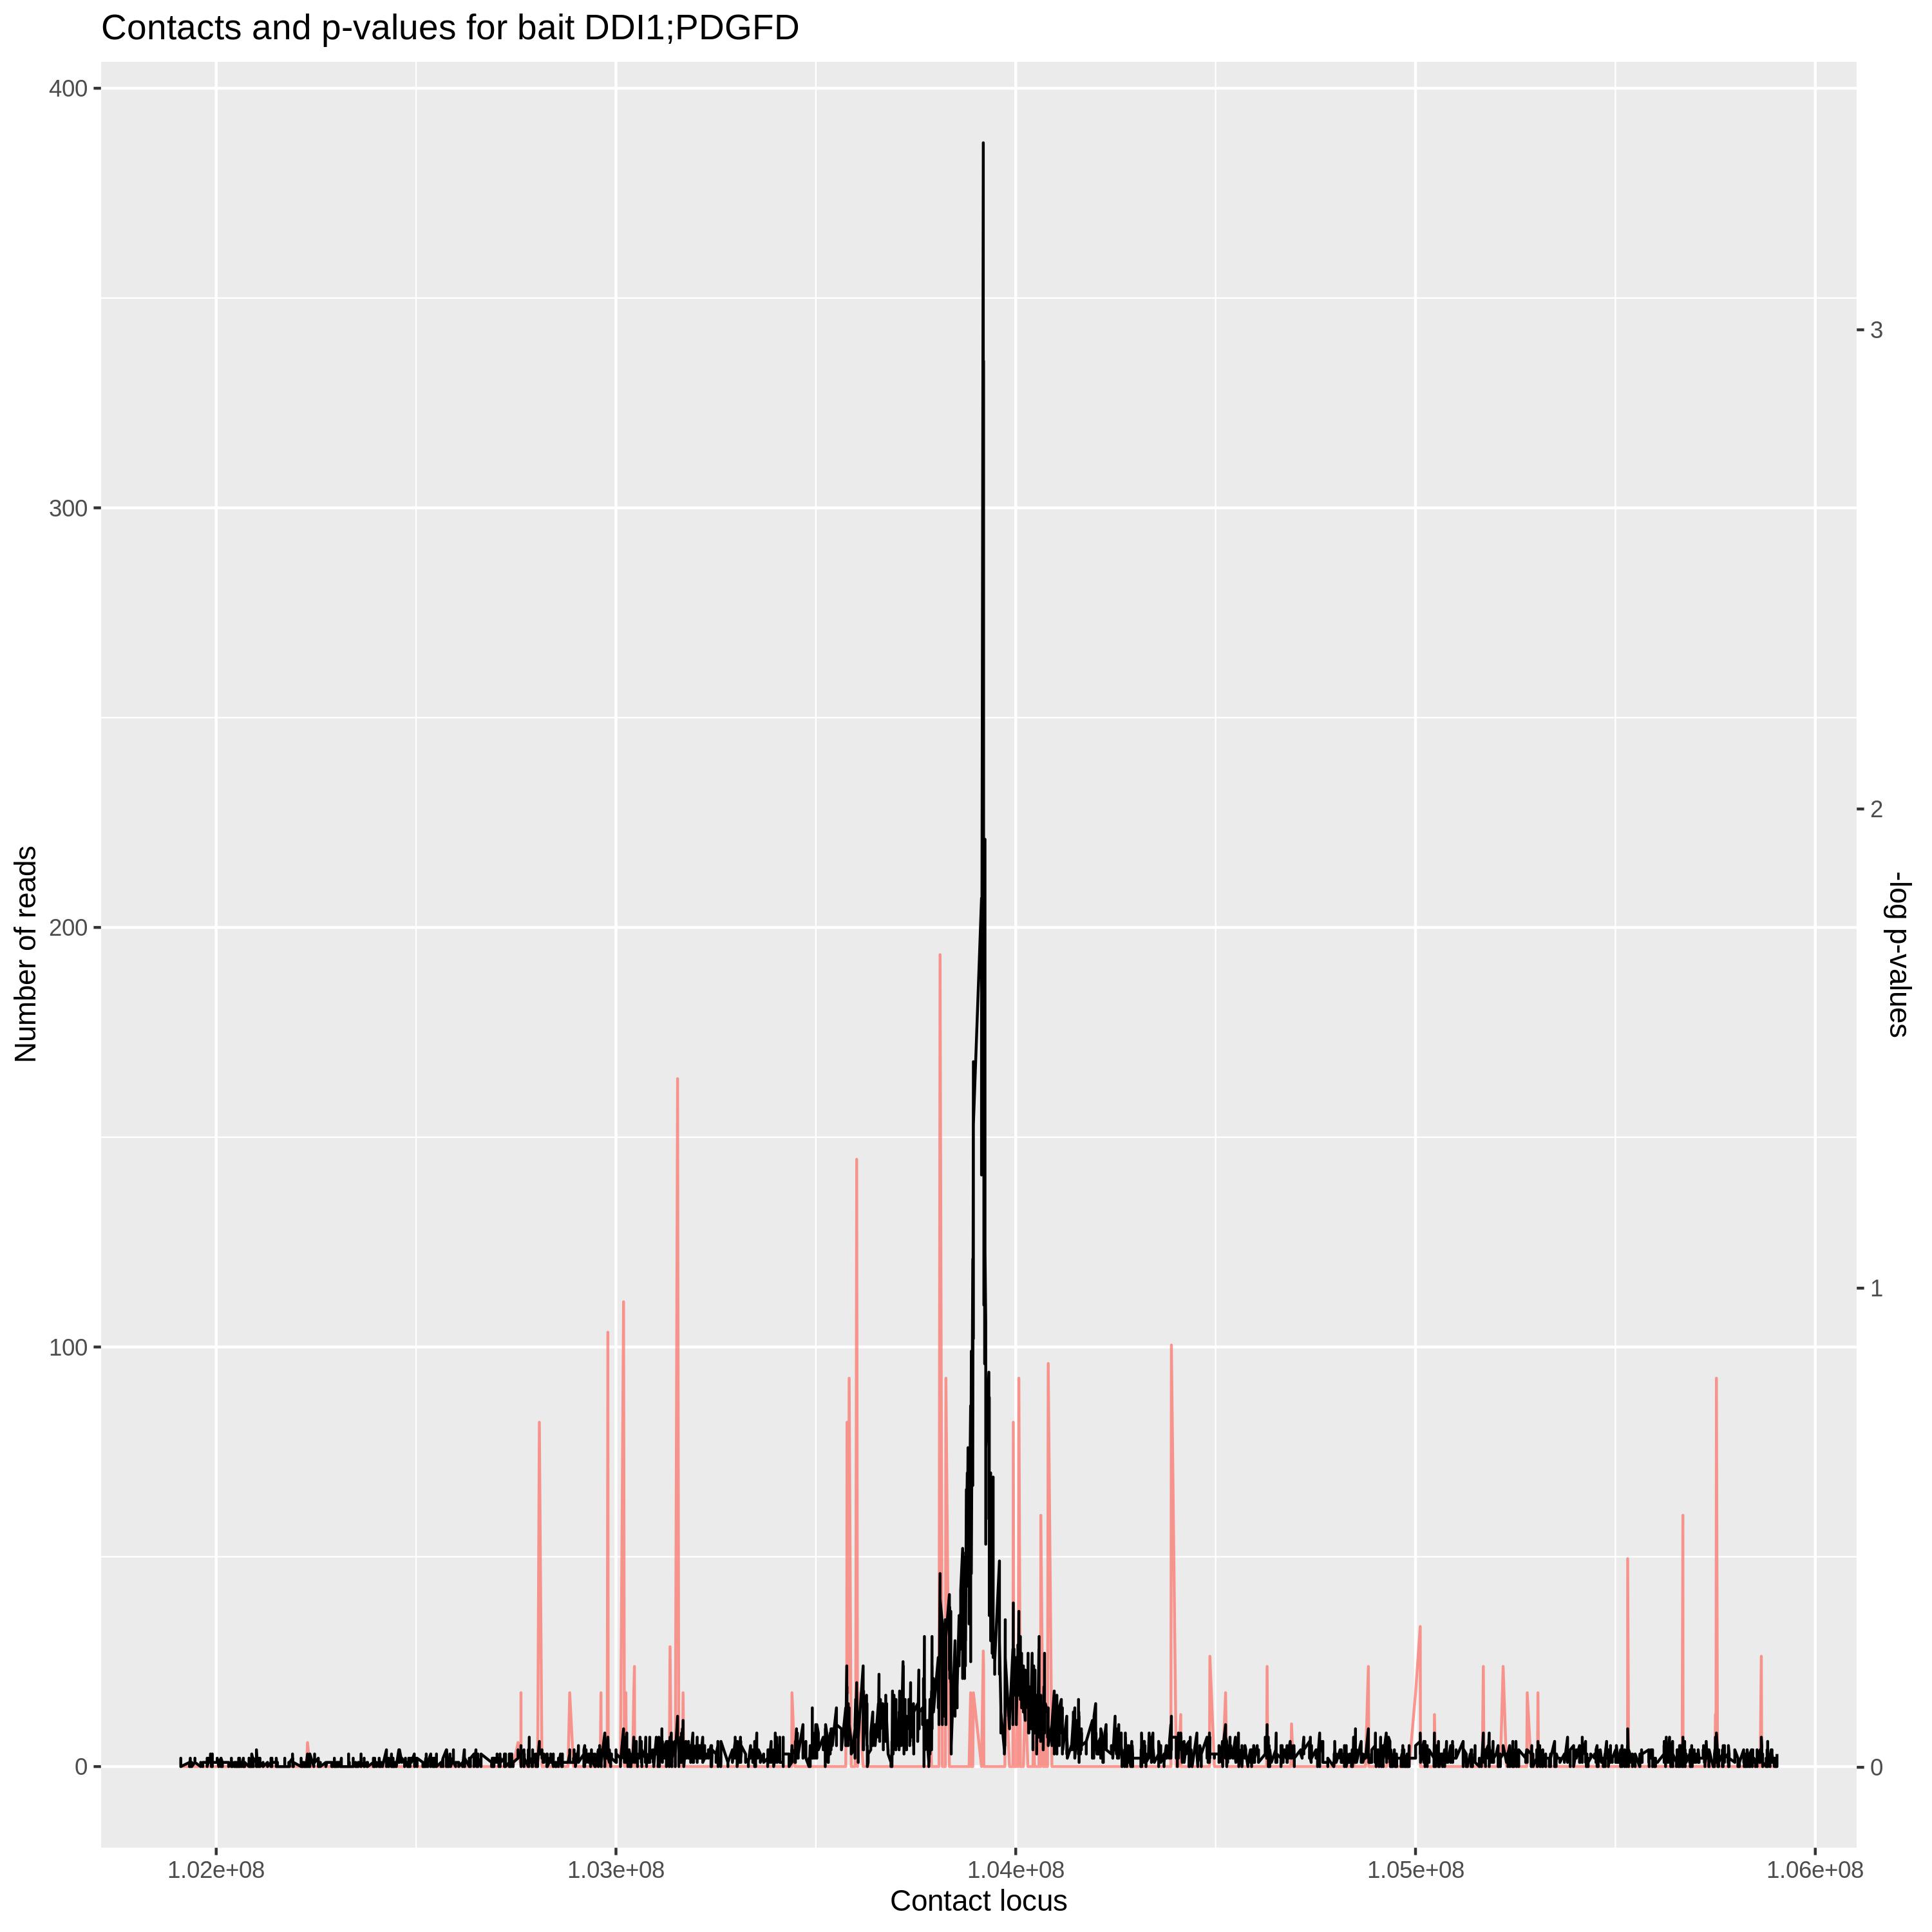 Contacts and p-values for bait DDI1;PDGFD
400
300
200
100
0
Number of reads
3
2
1
0
-log p-values
1.02e+08
1.03e+08
1.04e+08
1.05e+08
1.06e+08
Contact locus